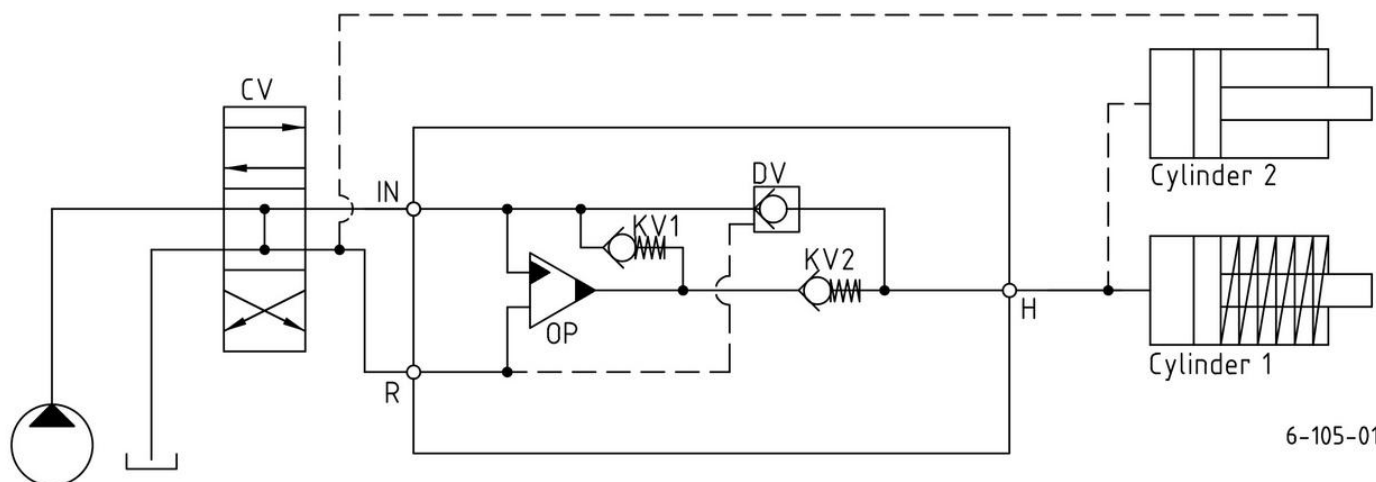 CV
IN
DV
KV1
KV2
OP
R
H
Cylinder 2
Cylinder 1
6-105-01